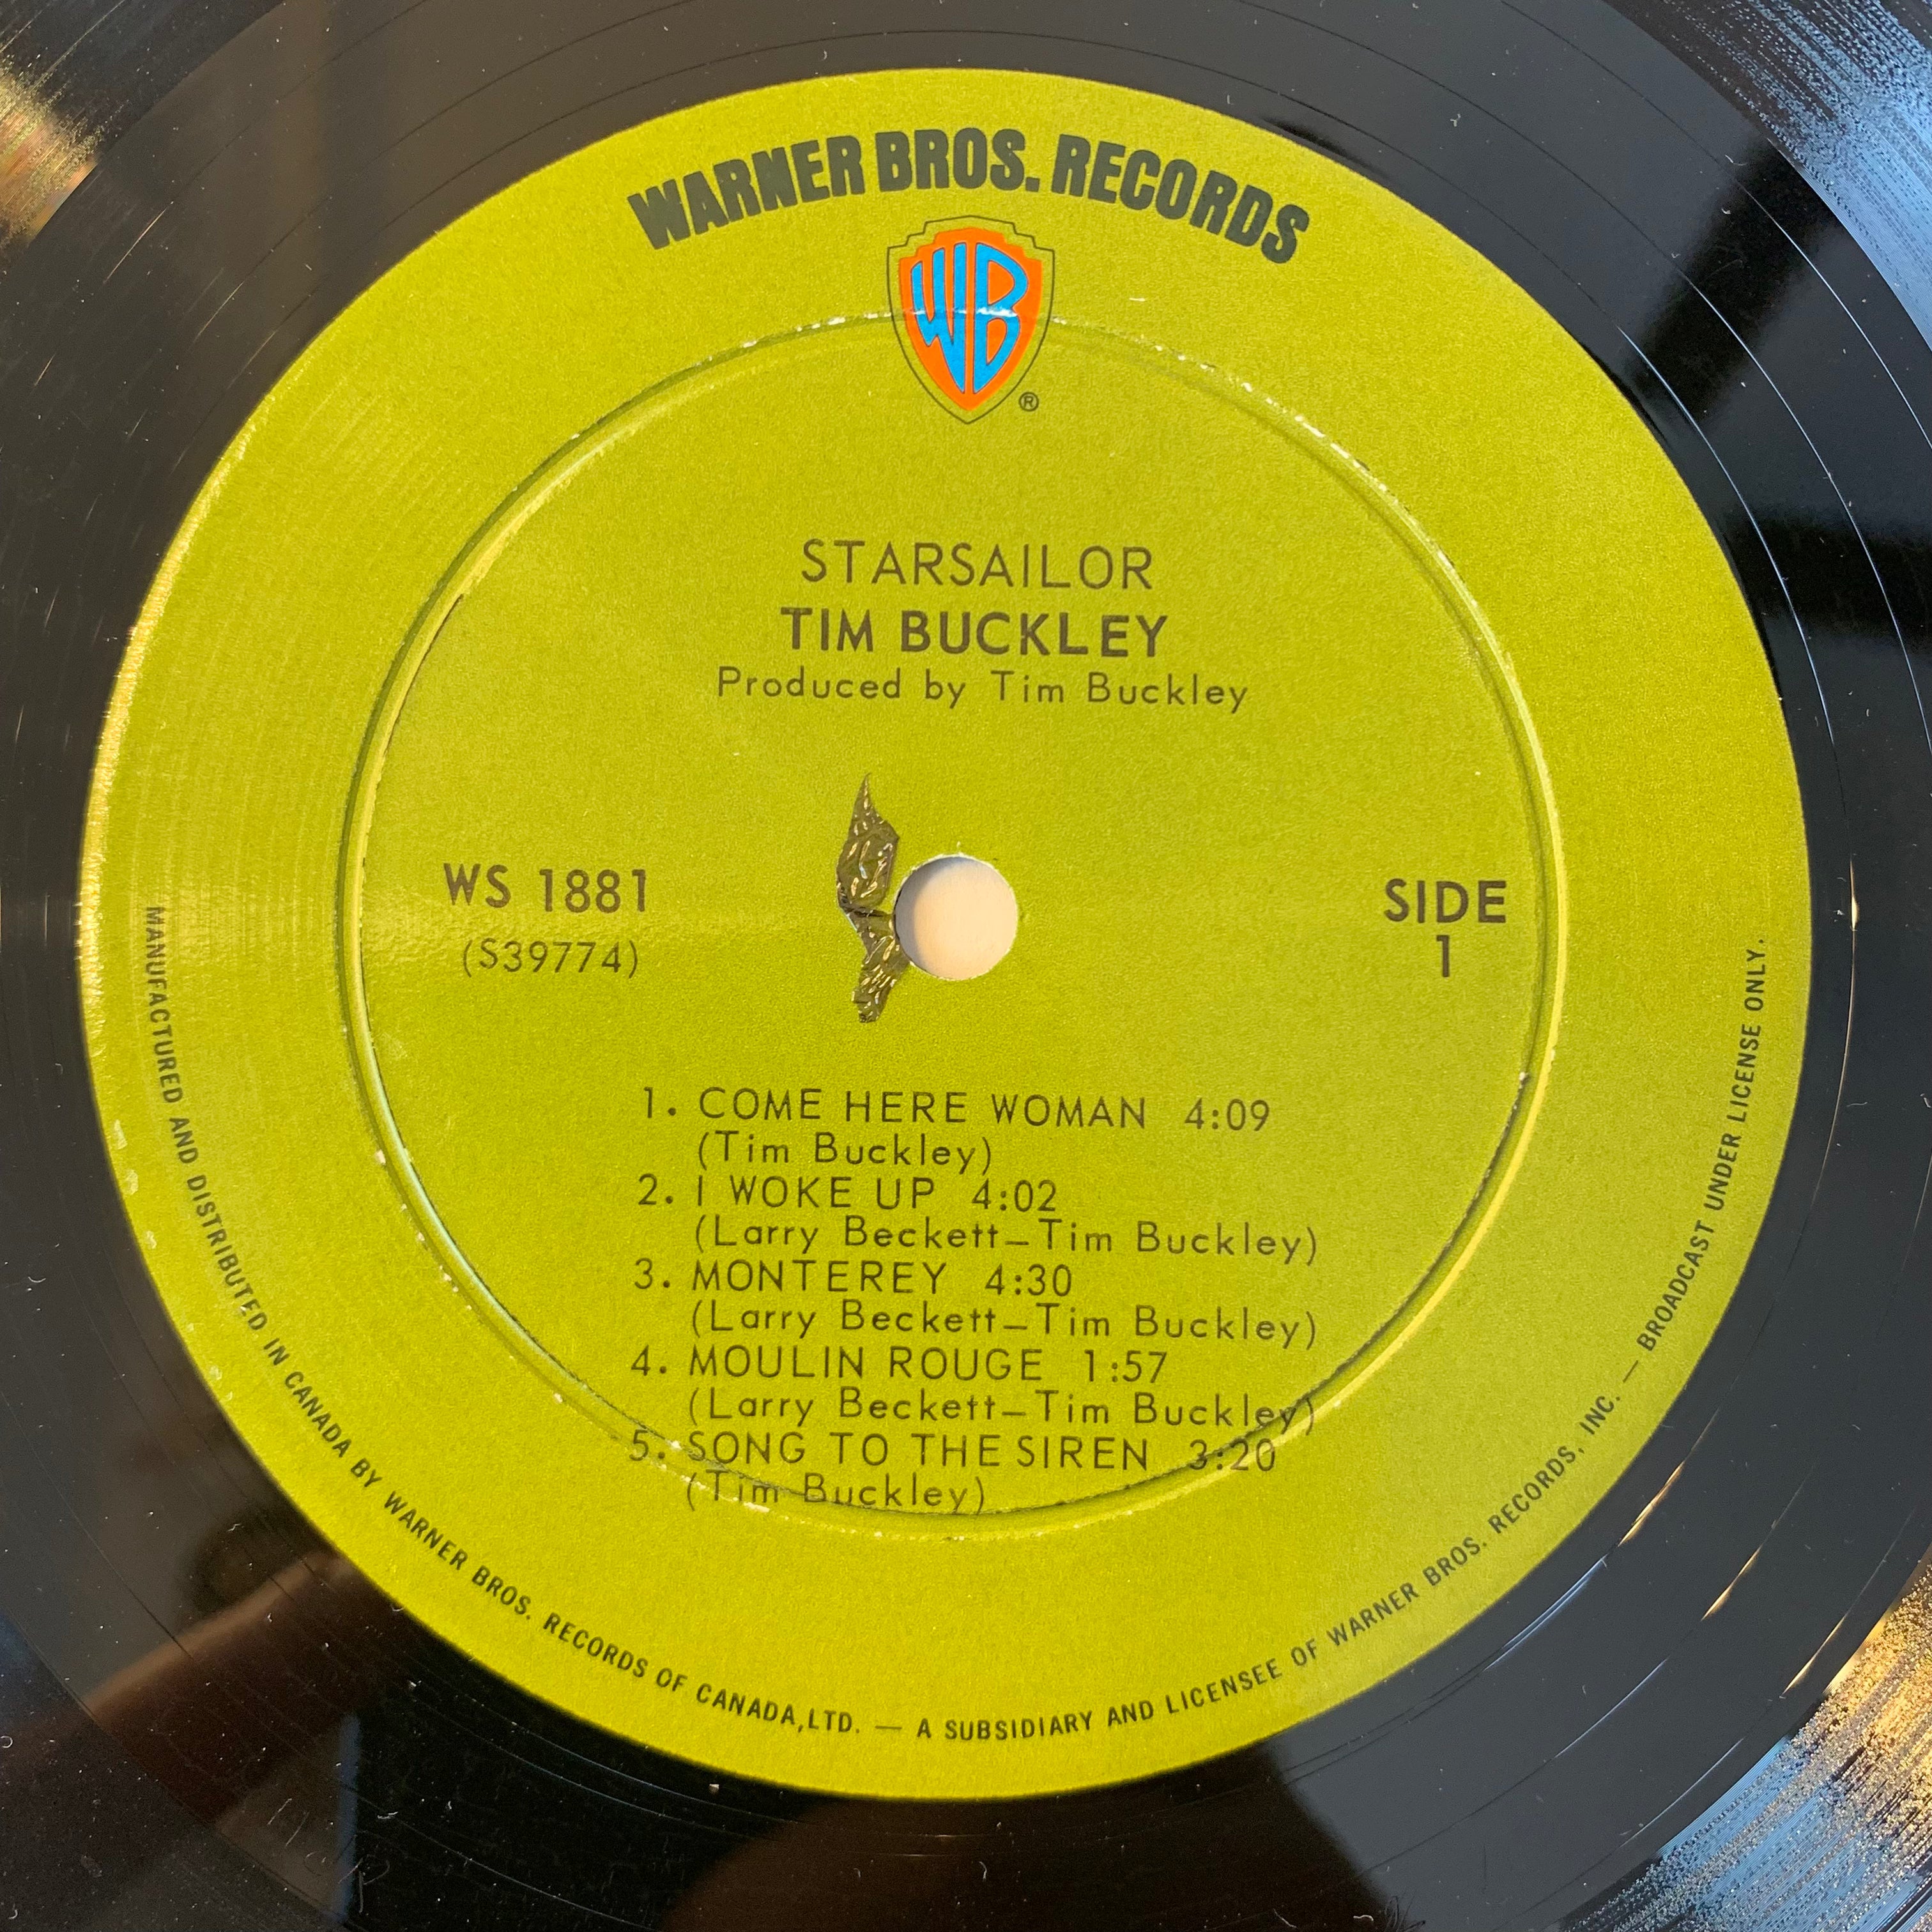 WARNER BROS. RECORDS
WB
®
STARSAILOR
TIM BUCKLEY
Produced by Tim Buckley
WS 1881
(S39774)
SIDE
1
1. COME HERE WOMAN 4:09
(Tim Buckley)
2. I WOKE UP 4:02
(Larry Beckett–Tim Buckley)
3. MONTEREY 4:30
(Larry Beckett–Tim Buckley)
4. MOULIN ROUGE 1:57
(Larry Beckett–Tim Buckley)
5. SONG TO THE SIREN 3:20
(Tim Buckley)
MANUFACTURED AND DISTRIBUTED IN CANADA BY WARNER BROS. RECORDS OF CANADA, LTD. — A SUBSIDIARY AND LICENSEE OF WARNER BROS. RECORDS, INC. — BROADCAST UNDER LICENSE ONLY.